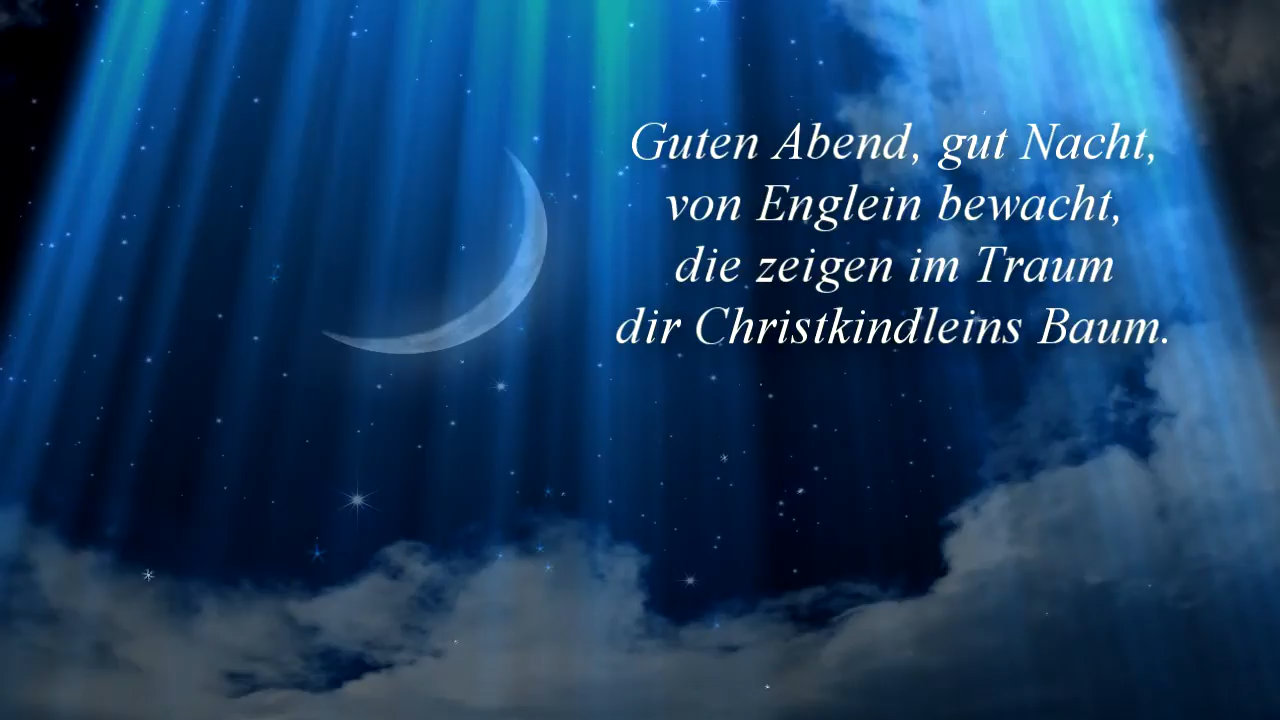 Guten Abend, gut Nacht,
von Englein bewacht,
die zeigen im Traum
dir Christkindleins Baum.